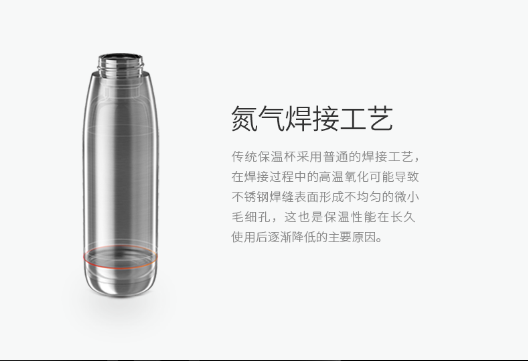 氮气焊接工艺
传统保温杯采用普通的焊接工艺，
在焊接过程中的高温氧化可能导致
不锈钢焊缝表面形成不均匀的微小
毛细孔，这也是保温性能在长久
使用后逐渐降低的主要原因。